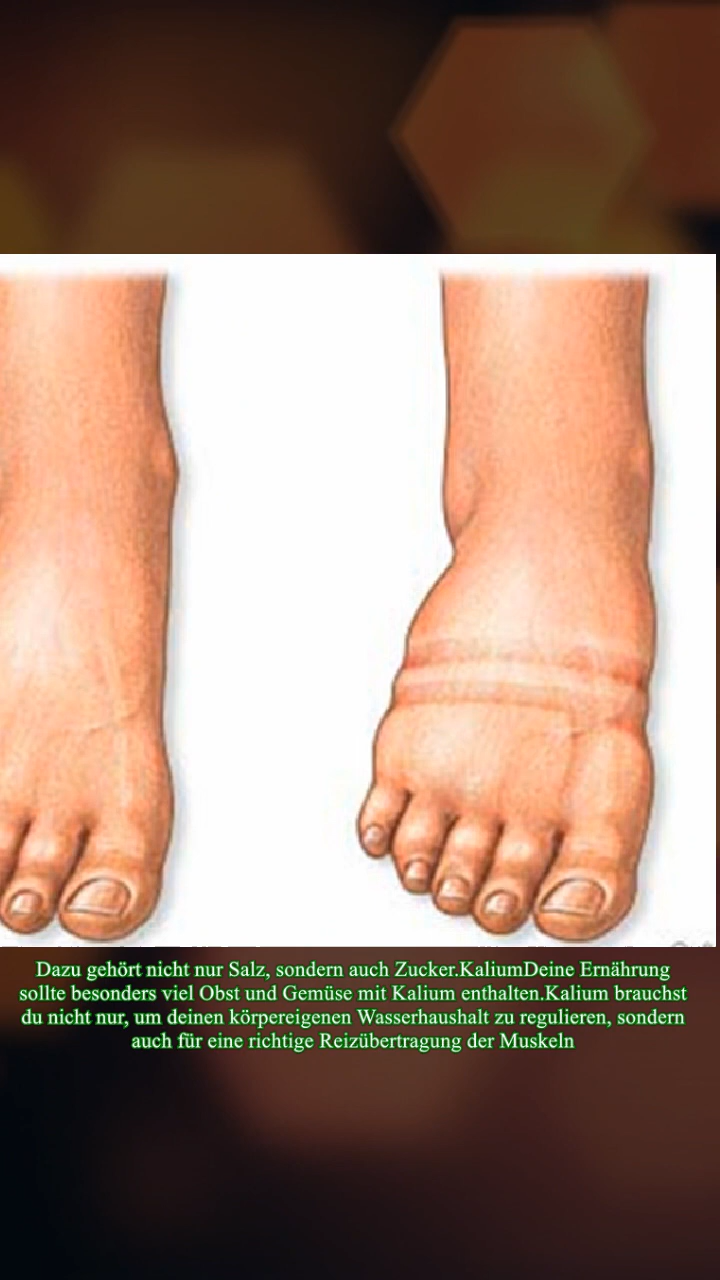 Dazu gehört nicht nur Salz, sondern auch Zucker.KaliumDeine Ernährung
sollte besonders viel Obst und Gemüse mit Kalium enthalten.Kalium brauchst
du nicht nur, um deinen körpereigenen Wasserhaushalt zu regulieren, sondern
auch für eine richtige Reizübertragung der Muskeln